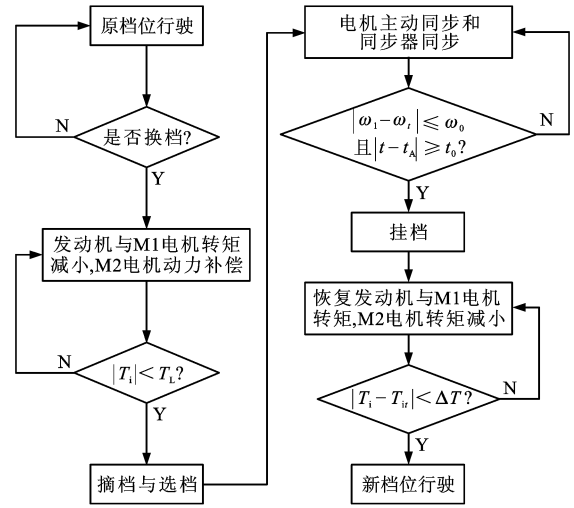 原档位行驶
是否换档?
N
Y
发动机与M1电机转矩
减小,M2电机动力补偿
|Ti|<TL?
N
Y
摘档与选档
电机主动同步和
同步器同步
|ω1-ωt|≤ω0
且|t-tA|≥t0?
N
Y
挂档
恢复发动机与M1电机
转矩,M2电机转矩减小
|Ti-Tit|<ΔT?
N
Y
新档位行驶